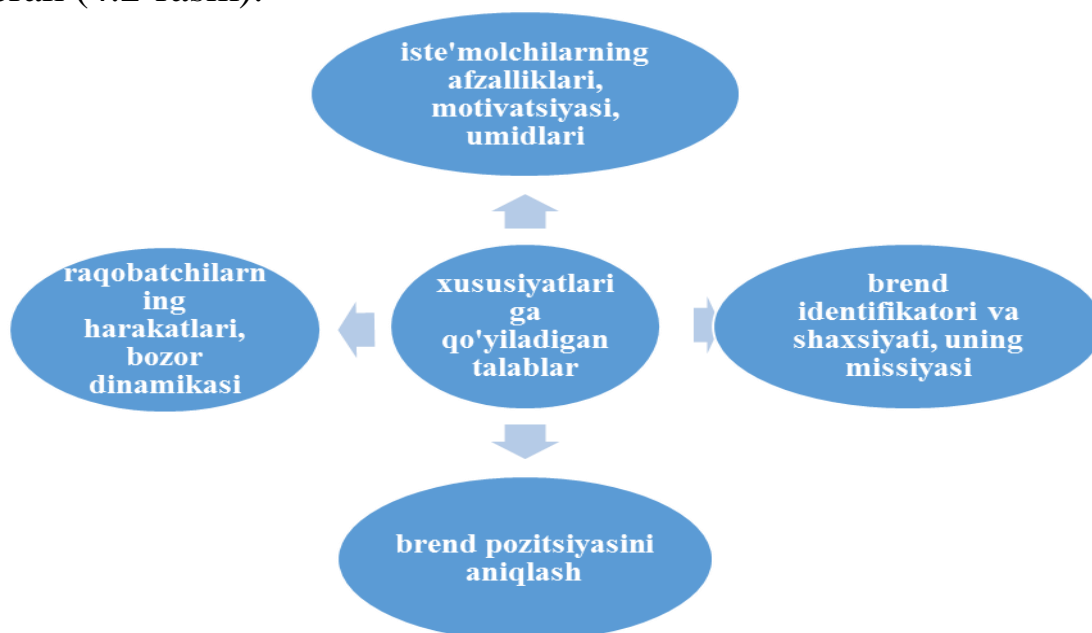 iste'molchilarning
afzalliklari,
motivatsiyasi,
umidlari
raqobatchilarn
ing
harakatlari,
bozor
dinamikasi
xususiyatlari
ga
qo'yiladigan
talablar
brend
identifikatori va
shaxsiyati, uning
missiyasi
brend pozitsiyasini
aniqlash